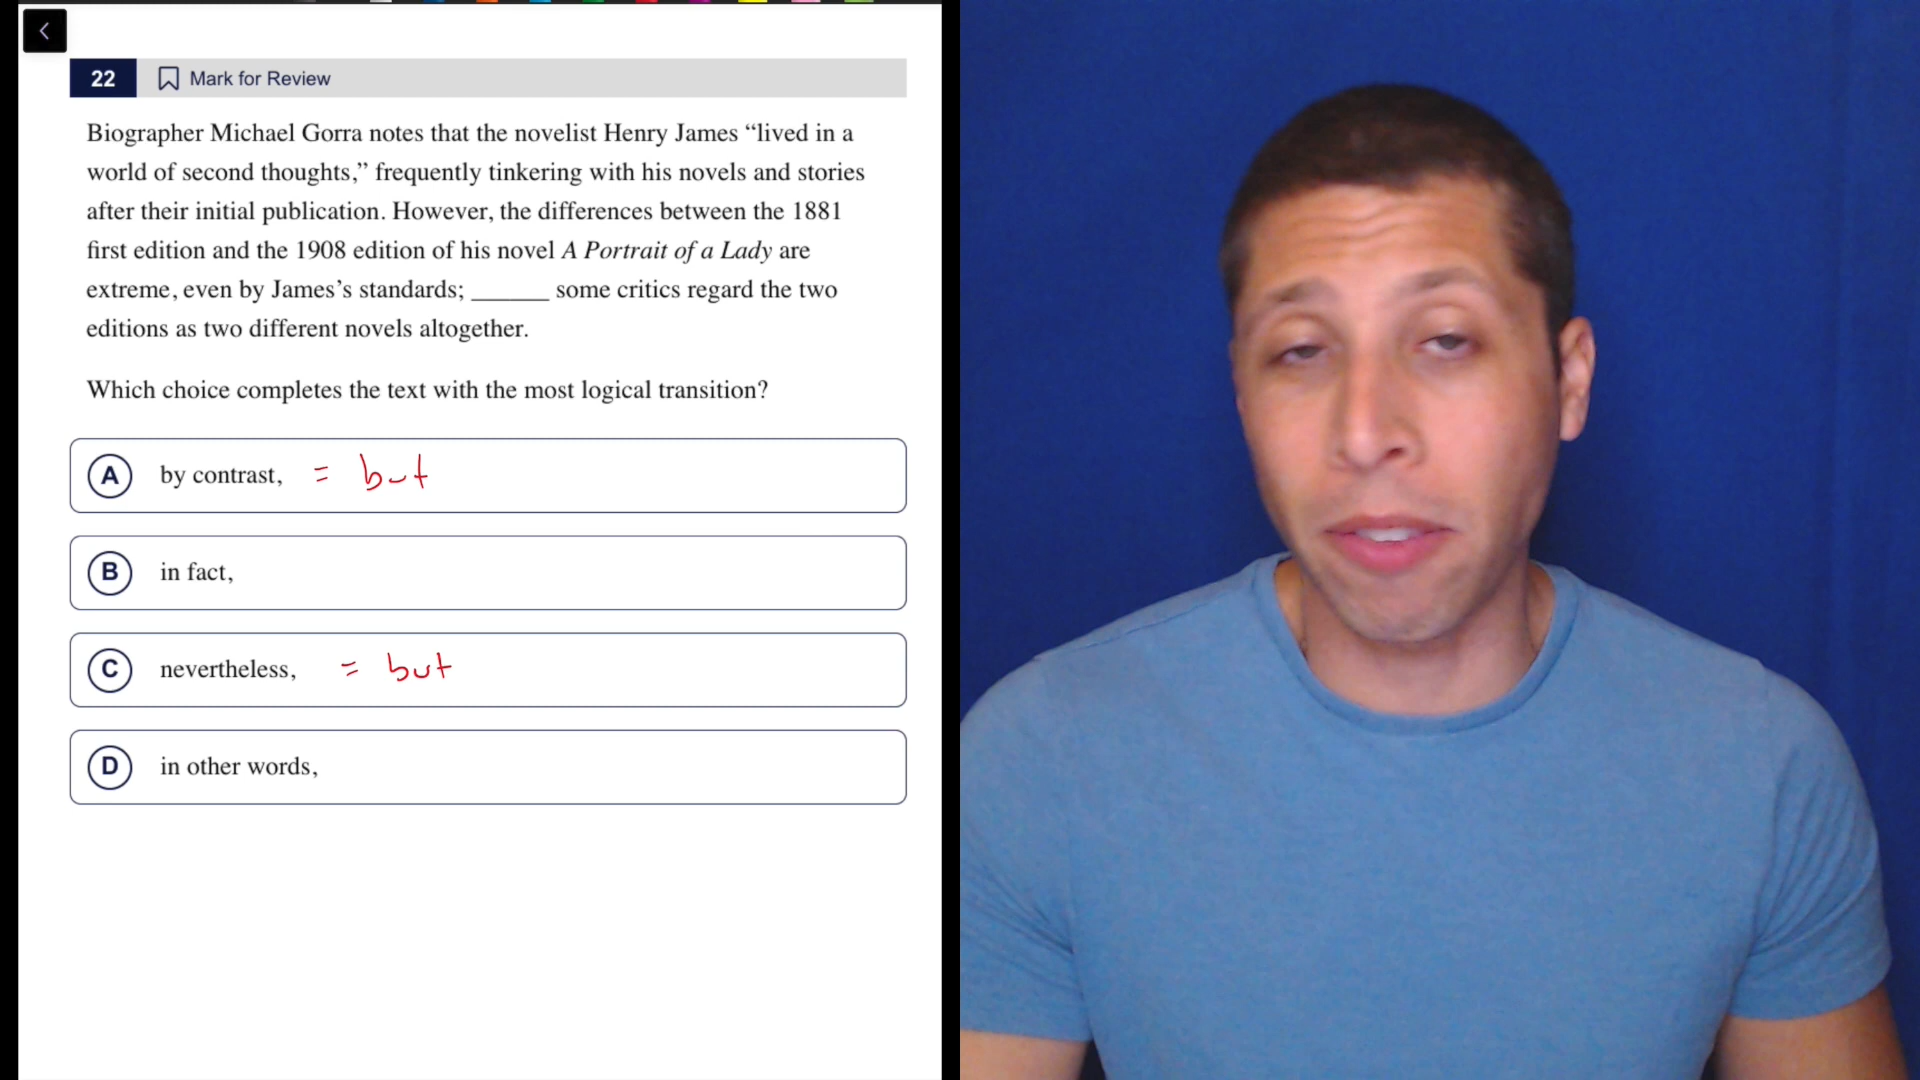 22 Mark for Review
Biographer Michael Gorra notes that the novelist Henry James “lived in a
world of second thoughts,” frequently tinkering with his novels and stories
after their initial publication. However, the differences between the 1881
first edition and the 1908 edition of his novel A Portrait of a Lady are
extreme, even by James’s standards; ______ some critics regard the two
editions as two different novels altogether.
Which choice completes the text with the most logical transition?
A by contrast, = but
B in fact,
C nevertheless, = but
D in other words,